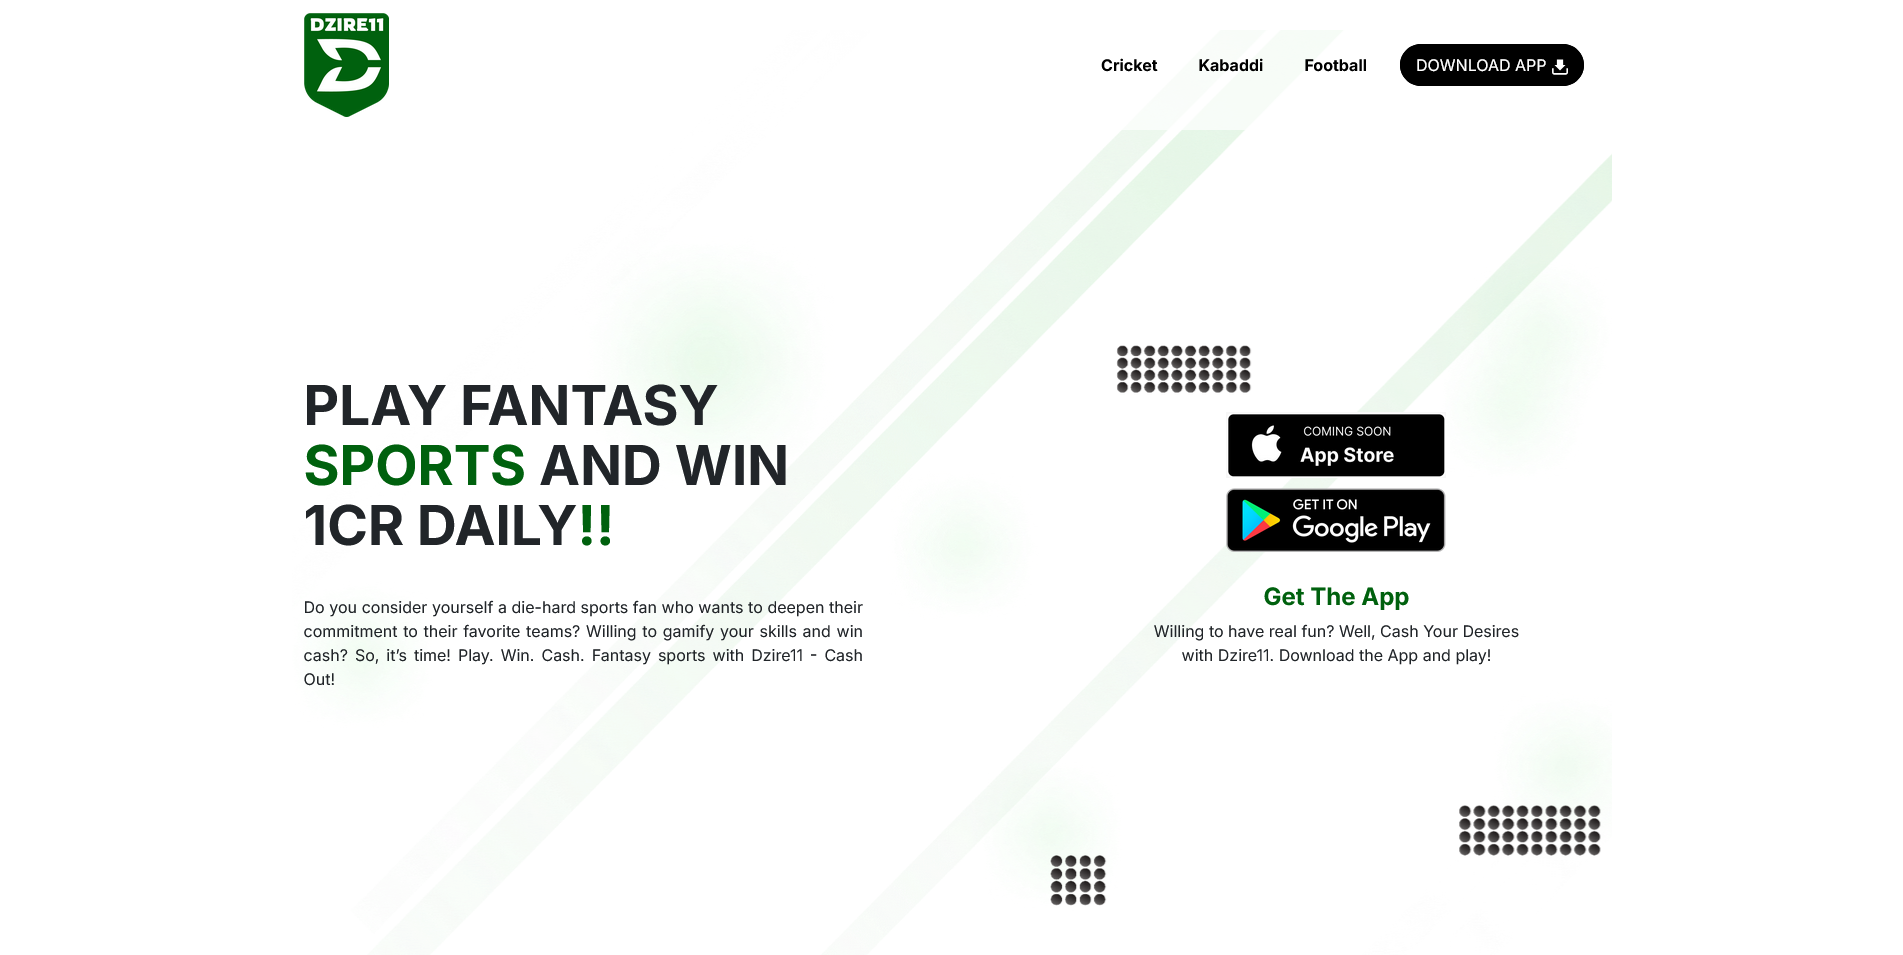 DZIRE11
Cricket
Kabaddi
Football
DOWNLOAD APP
PLAY FANTASY
SPORTS AND WIN
1CR DAILY!!
Do you consider yourself a die-hard sports fan who wants to deepen their
commitment to their favorite teams? Willing to gamify your skills and win
cash? So, it’s time! Play. Win. Cash. Fantasy sports with Dzire11 - Cash
Out!
COMING SOON
App Store
GET IT ON
Google Play
Get The App
Willing to have real fun? Well, Cash Your Desires
with Dzire11. Download the App and play!